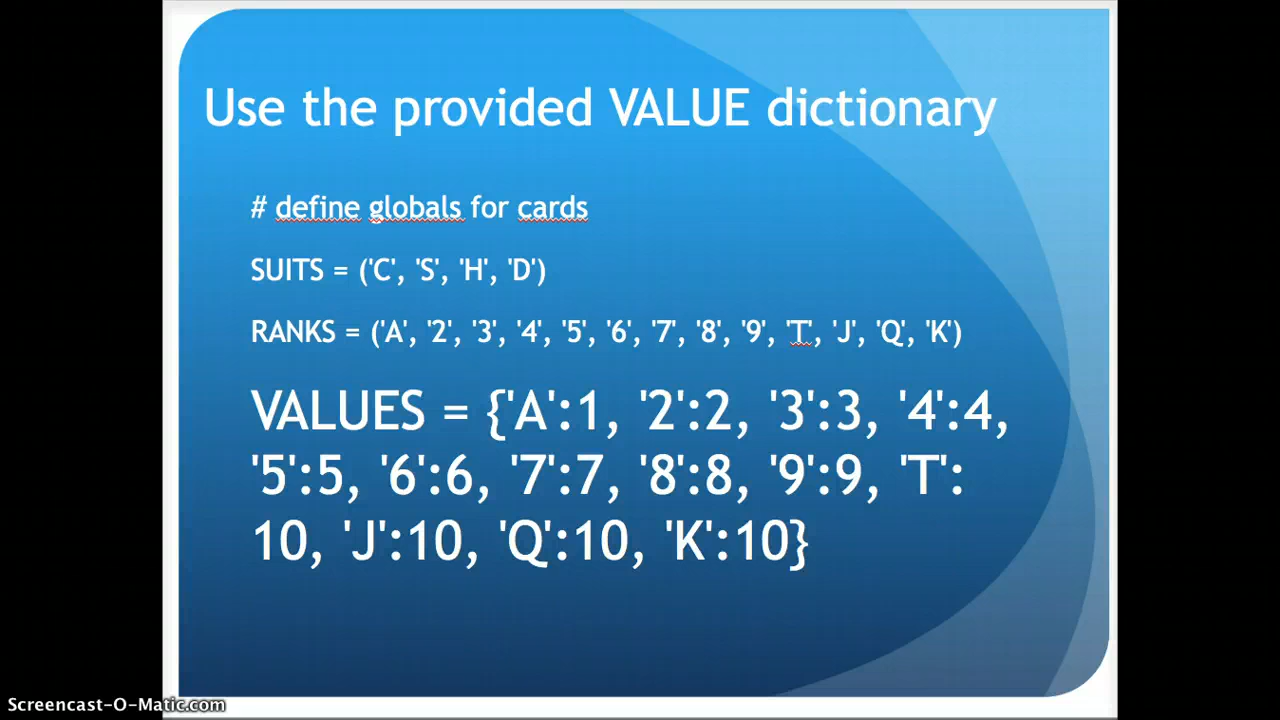 Use the provided VALUE dictionary
# define globals for cards
SUITS = ('C', 'S', 'H', 'D')
RANKS = ('A', '2', '3', '4', '5', '6', '7', '8', '9', 'T', 'J', 'Q', 'K')
VALUES = {'A':1, '2':2, '3':3, '4':4,
'5':5, '6':6, '7':7, '8':8, '9':9, 'T':
10, 'J':10, 'Q':10, 'K':10}
Screencast-O-Matic.com